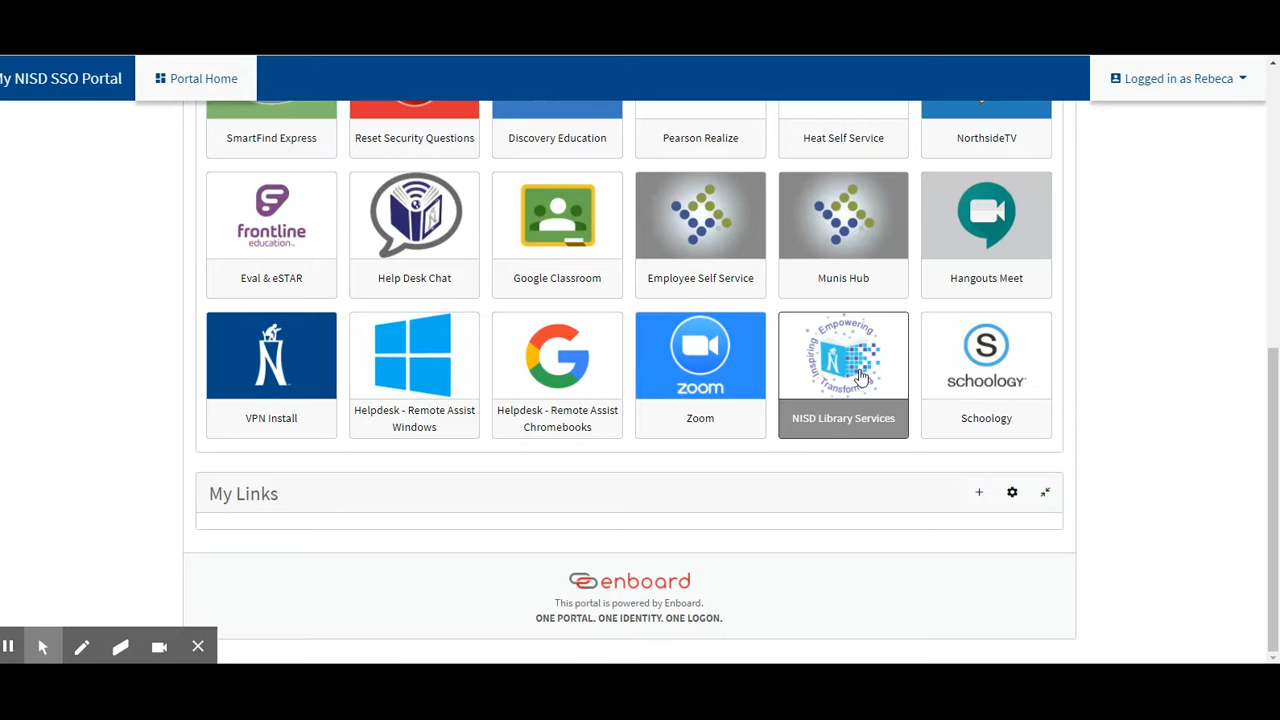 My NISD SSO Portal
Portal Home
Logged in as Rebeca
SmartFind Express
Reset Security Questions
Discovery Education
Pearson Realize
Heat Self Service
NorthsideTV
frontline
education
Eval & eSTAR
Help Desk Chat
Google Classroom
Employee Self Service
Munis Hub
Hangouts Meet
N
VPN Install
Helpdesk - Remote Assist
Windows
G
Helpdesk - Remote Assist
Chromebooks
zoom
Zoom
Inspiring Empowering
Transforming
NISD Library Services
S
schoology
Schoology
My Links
enboard
This portal is powered by Enboard.
ONE PORTAL. ONE IDENTITY. ONE LOGON.